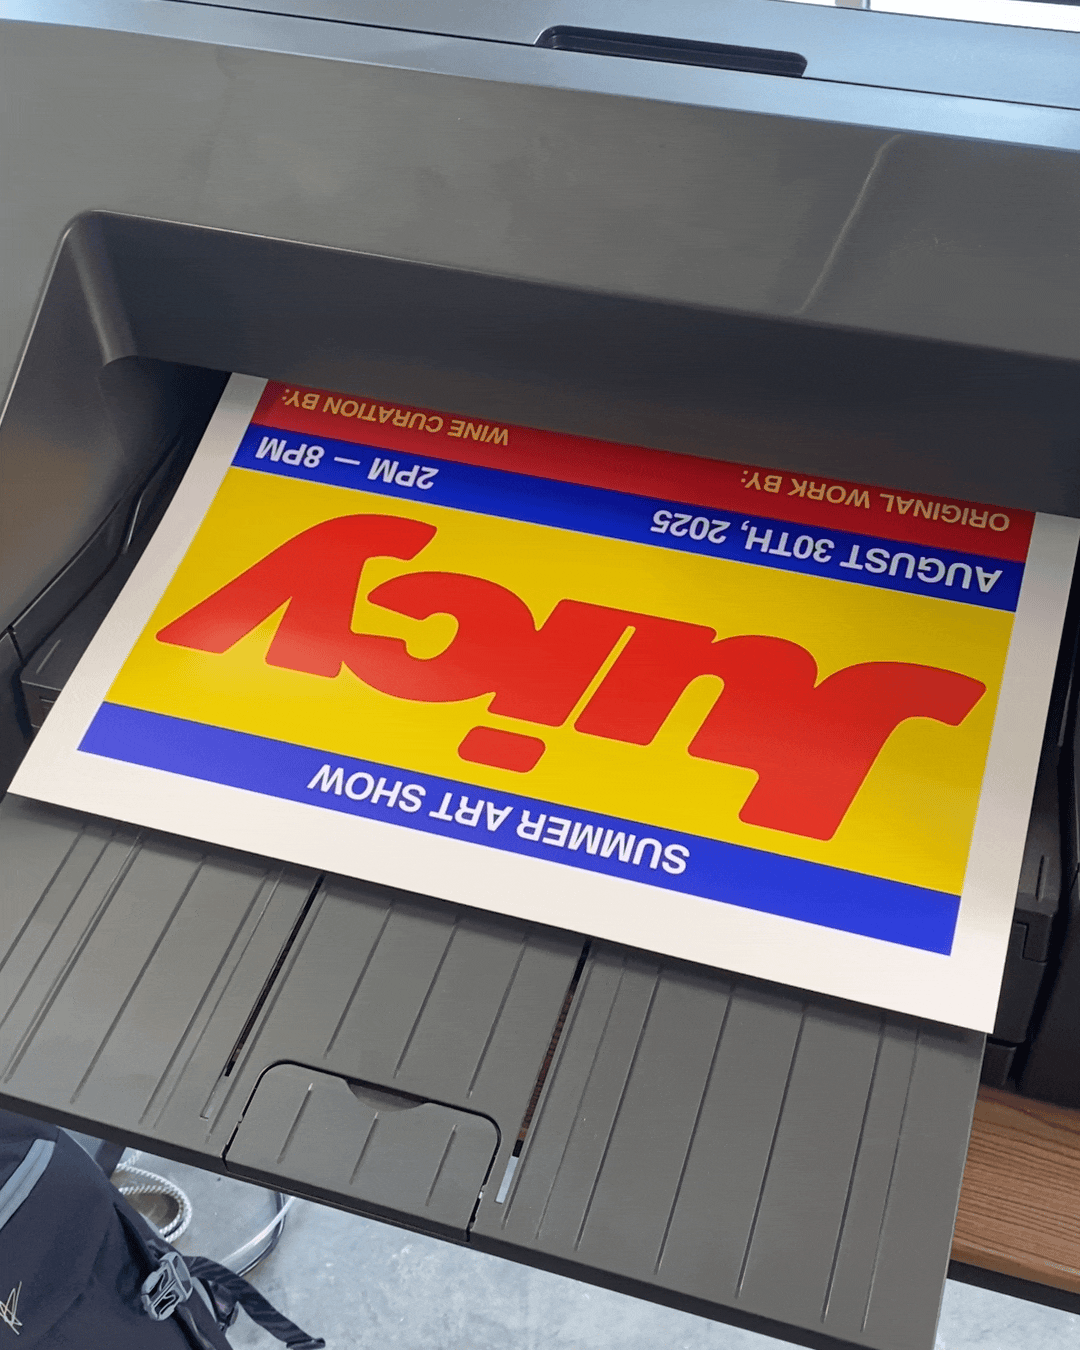 SUMMER ART SHOW
Juicy
AUGUST 30TH, 2025 2PM — 8PM
ORIGINAL WORK BY: WINE CURATION BY: